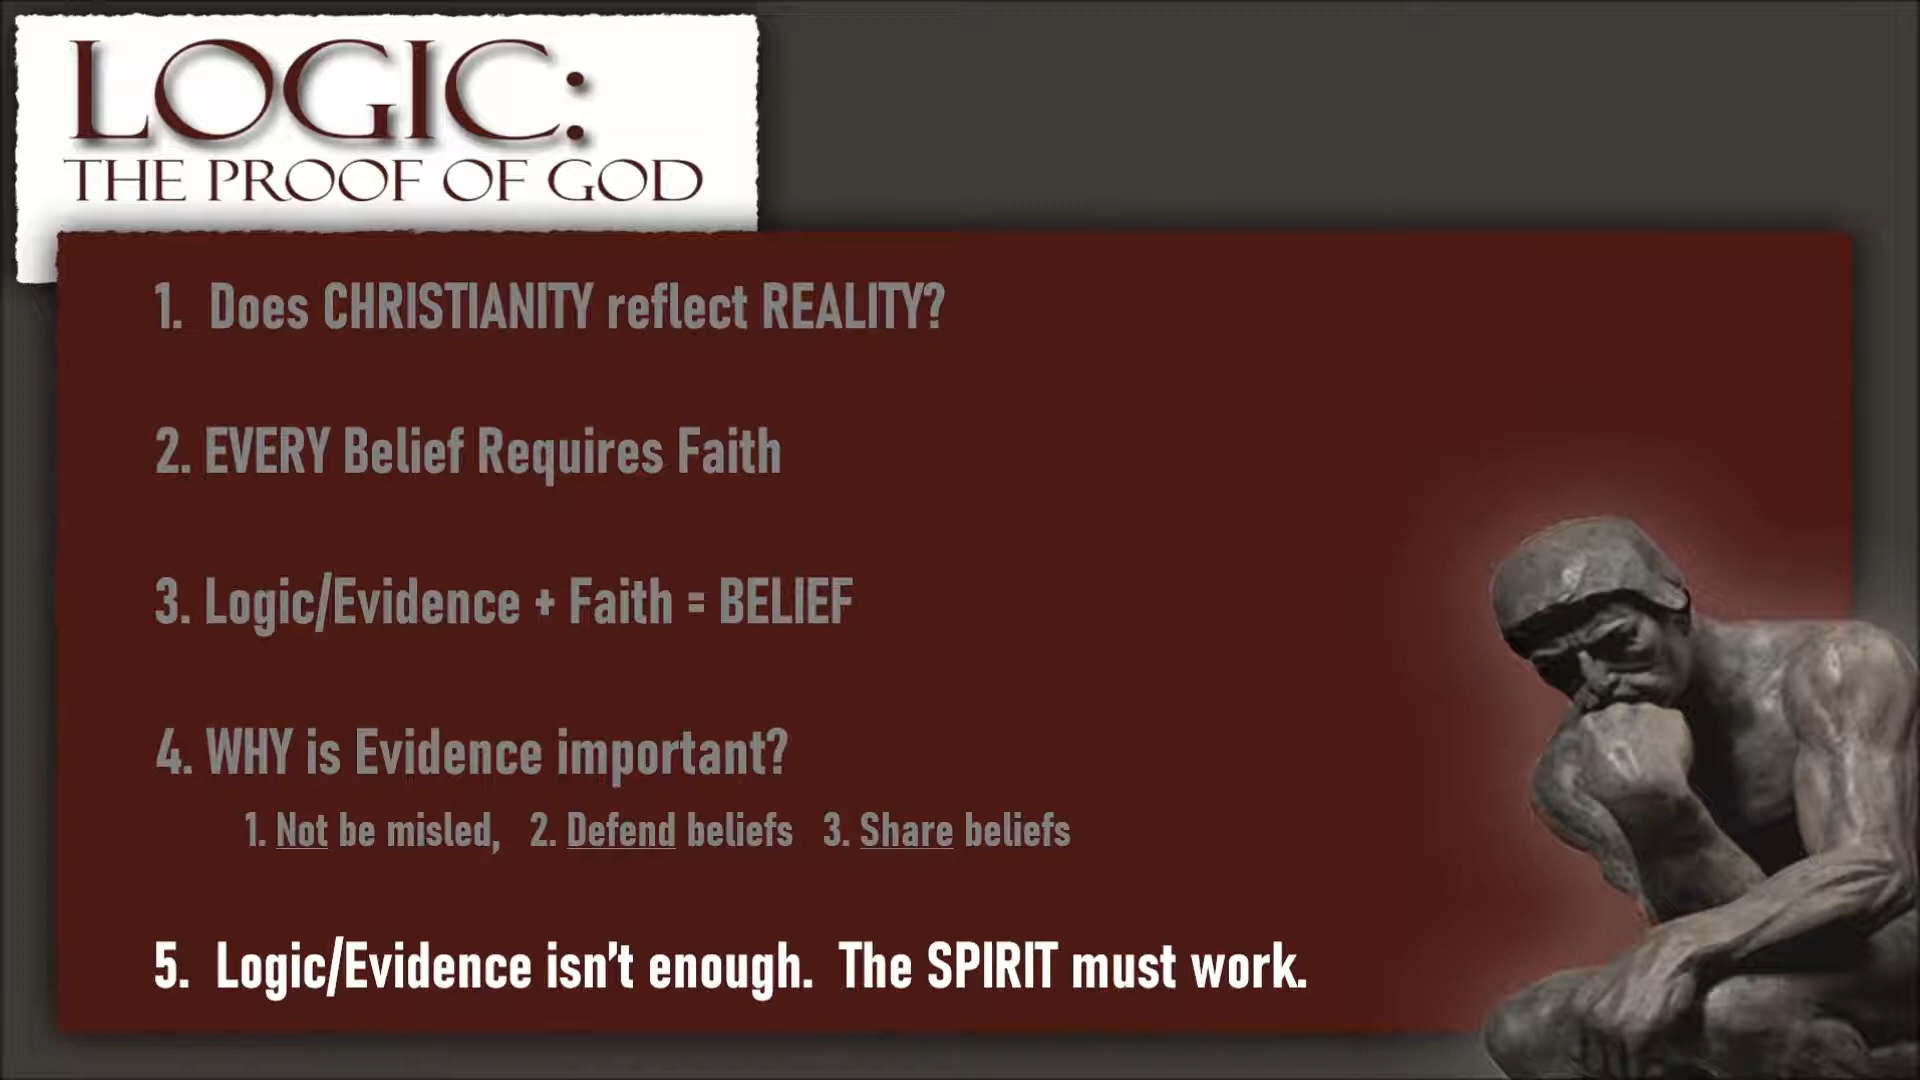 LOGIC:
THE PROOF OF GOD
1. Does CHRISTIANITY reflect REALITY?
2. EVERY Belief Requires Faith
3. Logic/Evidence + Faith = BELIEF
4. WHY is Evidence important?
1. Not be misled, 2. Defend beliefs 3. Share beliefs
5. Logic/Evidence isn't enough. The SPIRIT must work.